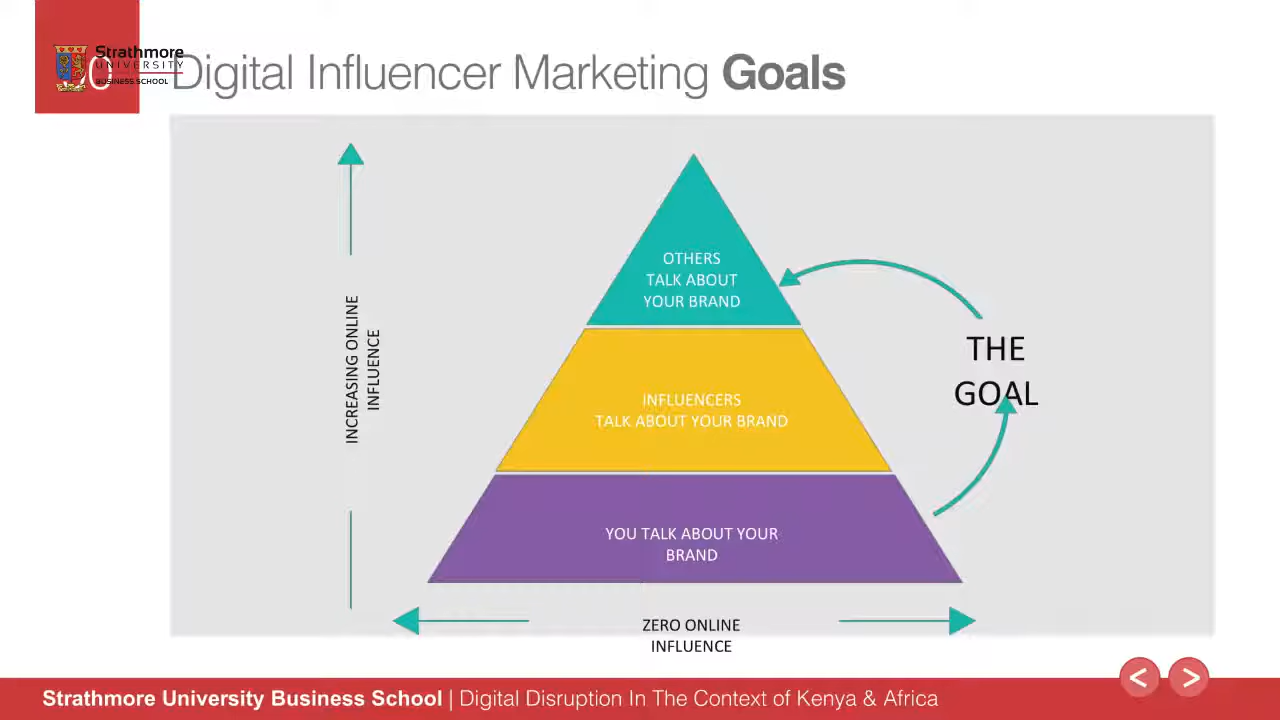 Strathmore
UNIVERSITY
BUSINESS SCHOOL
Digital Influencer Marketing Goals
OTHERS
TALK ABOUT
YOUR BRAND
INCREASING ONLINE
INFLUENCE
THE
GOAL
INFLUENCERS
TALK ABOUT YOUR BRAND
YOU TALK ABOUT YOUR
BRAND
ZERO ONLINE
INFLUENCE
Strathmore University Business School | Digital Disruption In The Context of Kenya & Africa